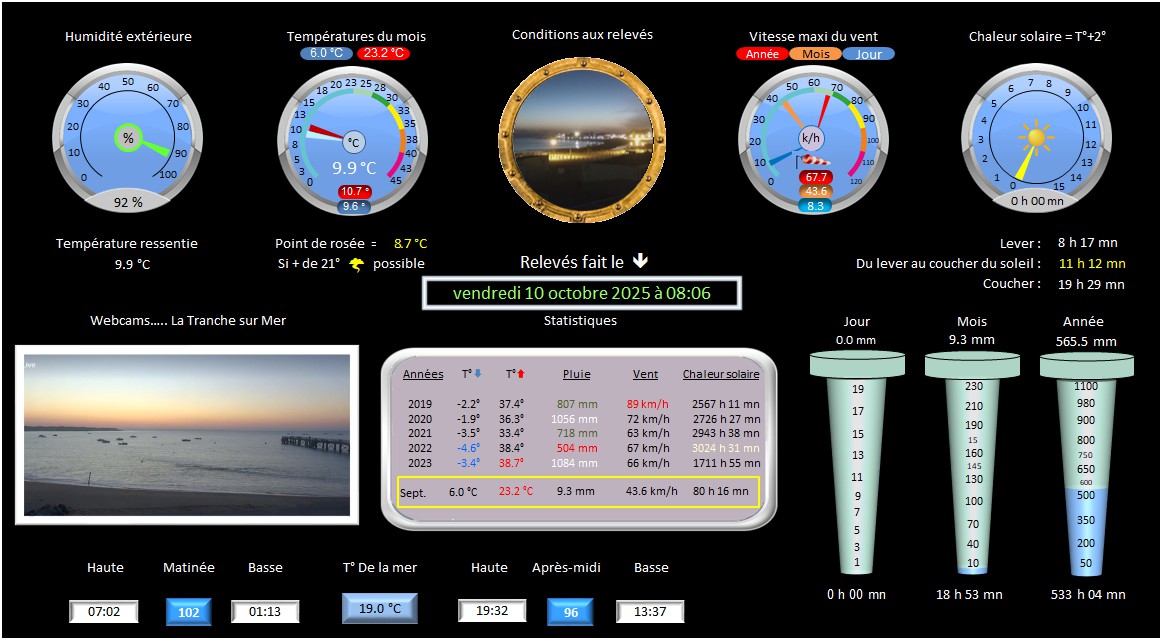 Humidité extérieure
Températures du mois
6.0 °C 23.2 °C
Conditions aux relevés
Vitesse maxi du vent
Année Mois Jour
Chaleur solaire = T°+2°
0 10 20 30 40 50 60 70 80 90 100
%
92 %
0 3 5 8 10 13 15 18 20 23 25 28 30 33 35 38 40 43 45
°C
9.9 °C
10.7 °
9.6 °
0 10 20 30 40 50 60 70 80 90 100 110 120
k/h
67.7
43.6
8.3
0 1 2 3 4 5 6 7 8 9 10 11 12 13 14 15
0 h 00 mn
Température ressentie
9.9 °C
Point de rosée = 8.7 °C
Si + de 21° possible
Relevés fait le
vendredi 10 octobre 2025 à 08:06
Lever : 8 h 17 mn
Du lever au coucher du soleil : 11 h 12 mn
Coucher : 19 h 29 mn
Webcams….. La Tranche sur Mer
Live
Statistiques
Années T° T° Pluie Vent Chaleur solaire
2019 -2.2° 37.4° 807 mm 89 km/h 2567 h 11 mn
2020 -1.9° 36.3° 1056 mm 72 km/h 2726 h 27 mn
2021 -3.5° 33.4° 718 mm 63 km/h 2943 h 38 mn
2022 -4.6° 38.4° 504 mm 67 km/h 3024 h 31 mn
2023 -3.4° 38.7° 1084 mm 66 km/h 1711 h 55 mn
Sept. 6.0 °C 23.2 °C 9.3 mm 43.6 km/h 80 h 16 mn
Jour
0.0 mm
19
17
15
13
11
9
7
5
3
1
0 h 00 mn
Mois
9.3 mm
230
210
190
15
160
145
130
100
70
40
10
18 h 53 mn
Année
565.5 mm
1100
980
900
800
750
650
600
500
350
200
50
533 h 04 mn
Haute Matinée Basse
07:02 102 01:13
T° De la mer
19.0 °C
Haute Après-midi Basse
19:32 96 13:37